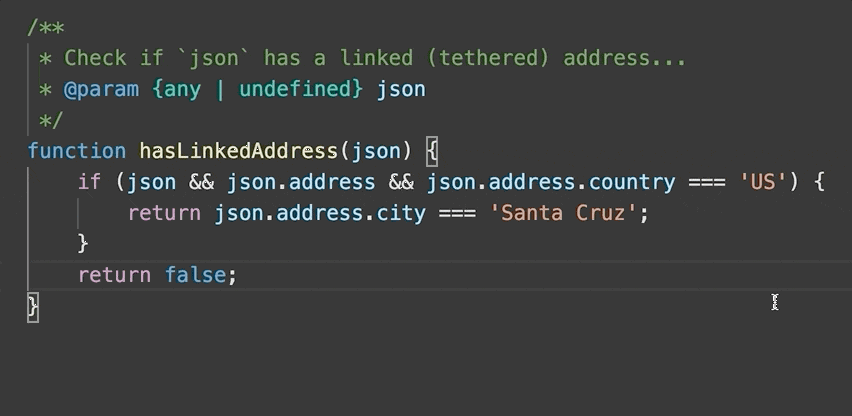 /**
 * Check if `json` has a linked (tethered) address...
 * @param {any | undefined} json
 */
function hasLinkedAddress(json) {
    if (json && json.address && json.address.country === 'US') {
        return json.address.city === 'Santa Cruz';
    }
    return false;
}